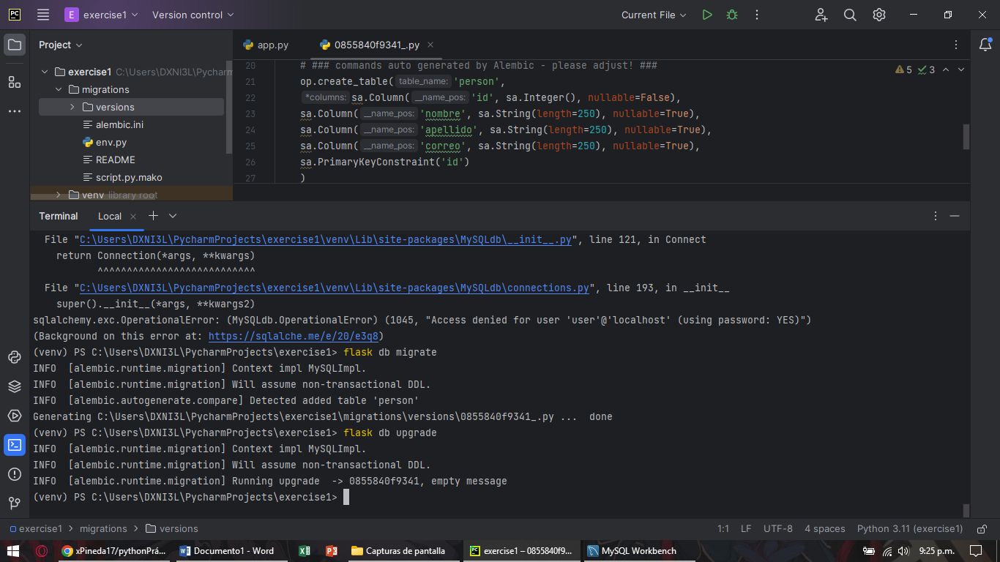 PC
E exercise1 Version control
Current File
Project
exercise1 C:\Users\DXNI3L\Pycharm
migrations
versions
alembic.ini
env.py
README
script.py.mako
venv library root
app.py 0855840f9341_.py
5 3
20 # ### commands auto generated by Alembic - please adjust! ###
21 op.create_table( table_name: 'person',
22 *columns: sa.Column( __name_pos: 'id', sa.Integer(), nullable=False),
23 sa.Column( __name_pos: 'nombre', sa.String(length=250), nullable=True),
24 sa.Column( __name_pos: 'apellido', sa.String(length=250), nullable=True),
25 sa.Column( __name_pos: 'correo', sa.String(length=250), nullable=True),
26 sa.PrimaryKeyConstraint('id')
27 )
Terminal Local
File "C:\Users\DXNI3L\PycharmProjects\exercise1\venv\Lib\site-packages\MySQLdb\__init__.py", line 121, in Connect
return Connection(*args, **kwargs)
^^^^^^^^^^^^^^^^^^^^^^^^^^^
File "C:\Users\DXNI3L\PycharmProjects\exercise1\venv\Lib\site-packages\MySQLdb\connections.py", line 193, in __init__
super().__init__(*args, **kwargs2)
sqlalchemy.exc.OperationalError: (MySQLdb.OperationalError) (1045, "Access denied for user 'user'@'localhost' (using password: YES)")
(Background on this error at: https://sqlalche.me/e/20/e3q8)
(venv) PS C:\Users\DXNI3L\PycharmProjects\exercise1> flask db migrate
INFO  [alembic.runtime.migration] Context impl MySQLImpl.
INFO  [alembic.runtime.migration] Will assume non-transactional DDL.
INFO  [alembic.autogenerate.compare] Detected added table 'person'
Generating C:\Users\DXNI3L\PycharmProjects\exercise1\migrations\versions\0855840f9341_.py ...  done
(venv) PS C:\Users\DXNI3L\PycharmProjects\exercise1> flask db upgrade
INFO  [alembic.runtime.migration] Context impl MySQLImpl.
INFO  [alembic.runtime.migration] Will assume non-transactional DDL.
INFO  [alembic.runtime.migration] Running upgrade  -> 0855840f9341, empty message
(venv) PS C:\Users\DXNI3L\PycharmProjects\exercise1>
exercise1 > migrations > versions
1:1 LF UTF-8 4 spaces Python 3.11 (exercise1)
xPineda17/pythonPrá... Documento1 - Word Capturas de pantalla exercise1 – 0855840f9... MySQL Workbench 9:25 p.m.